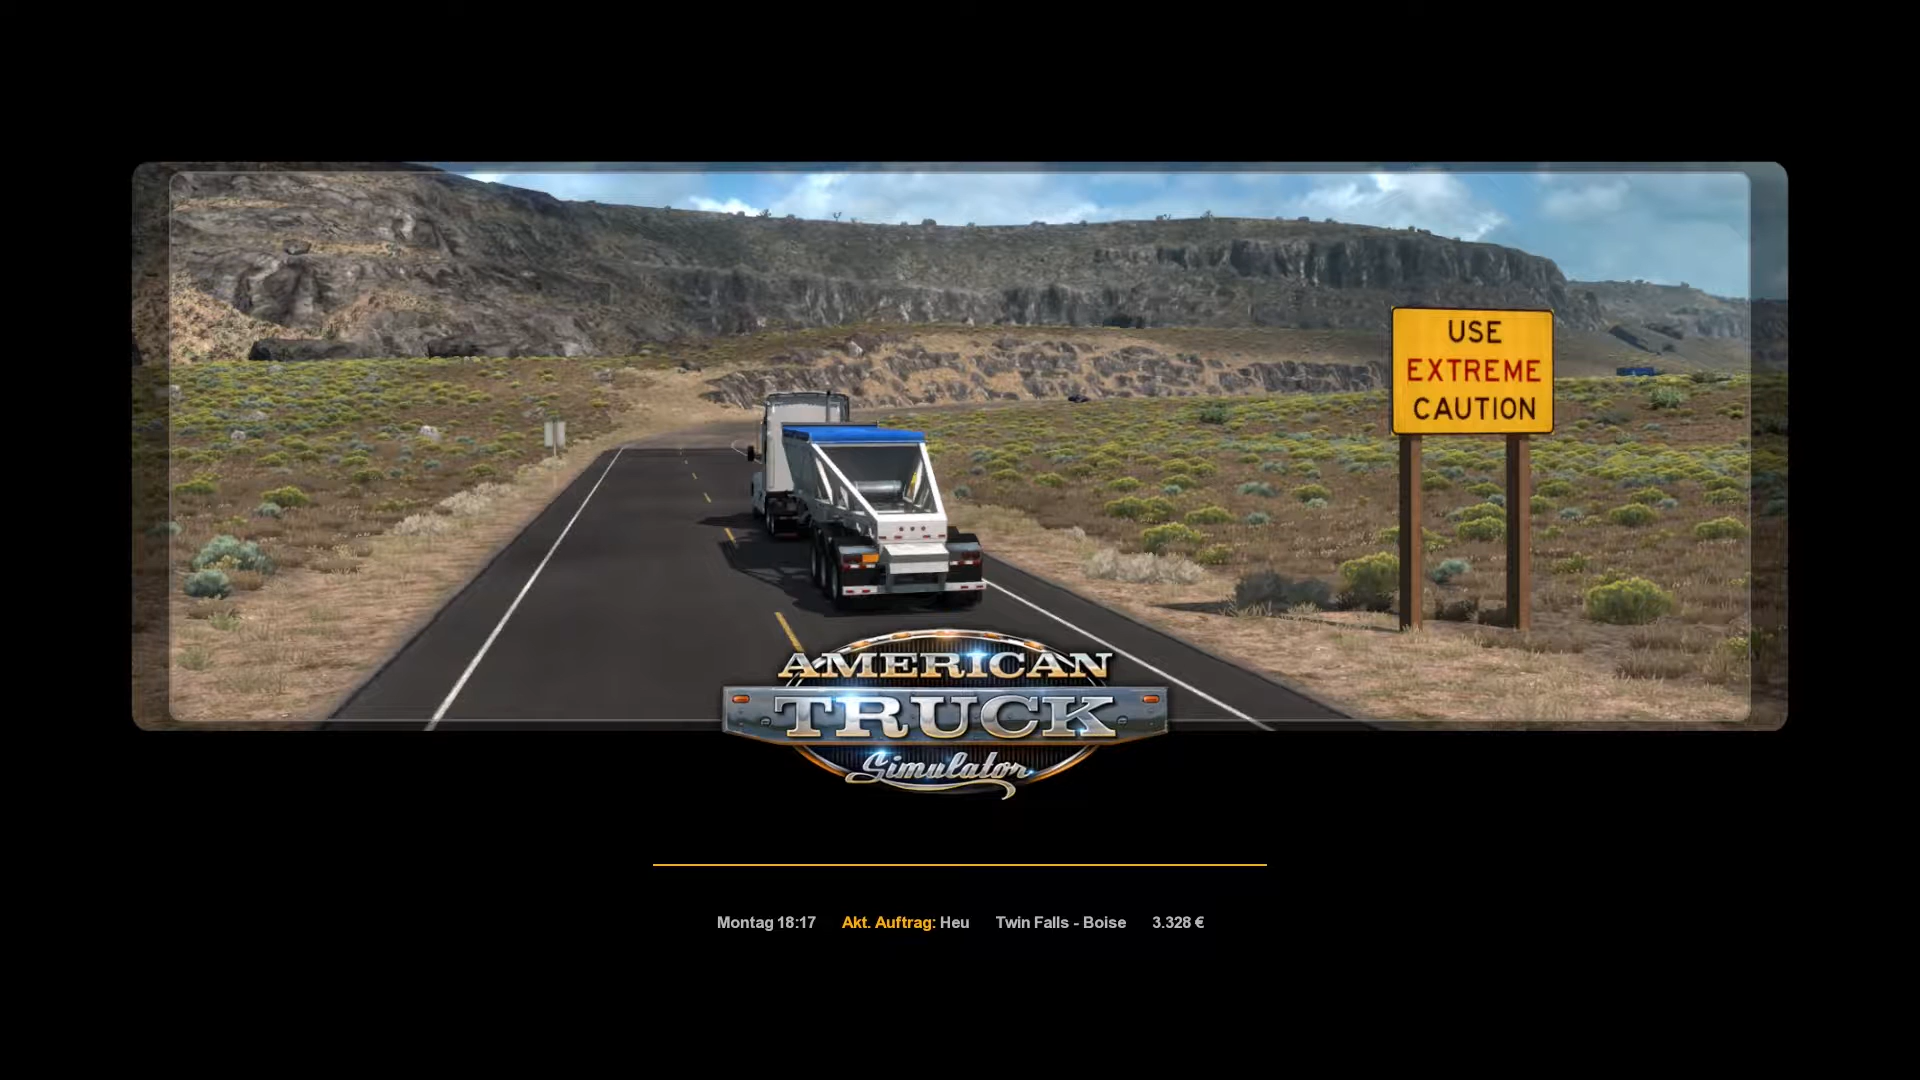 USE
EXTREME
CAUTION
AMERICAN
TRUCK
Simulator
Montag 18:17 Akt. Auftrag: Heu Twin Falls - Boise 3.328 €